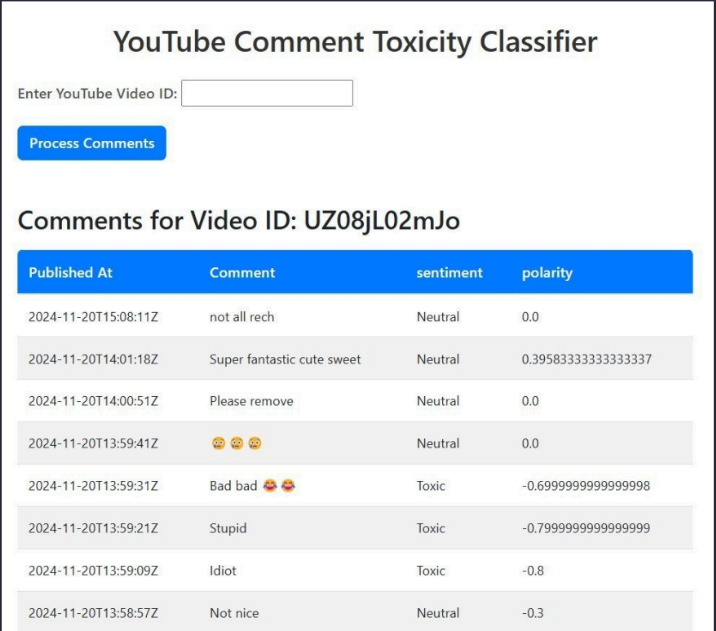 YouTube Comment Toxicity Classifier
Enter YouTube Video ID:
Process Comments
Comments for Video ID: UZ08jL02mJo
Published At Comment sentiment polarity
2024-11-20T15:08:11Z not all rech Neutral 0.0
2024-11-20T14:01:18Z Super fantastic cute sweet Neutral 0.39583333333333337
2024-11-20T14:00:51Z Please remove Neutral 0.0
2024-11-20T13:59:41Z 😳 😳 😳 Neutral 0.0
2024-11-20T13:59:31Z Bad bad 😂 😂 Toxic -0.6999999999999998
2024-11-20T13:59:21Z Stupid Toxic -0.7999999999999999
2024-11-20T13:59:09Z Idiot Toxic -0.8
2024-11-20T13:58:57Z Not nice Neutral -0.3